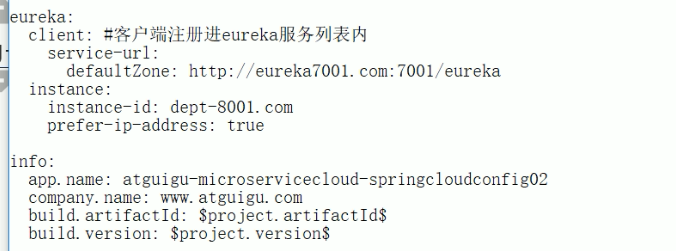 eureka:
  client: #客户端注册进eureka服务列表内
    service-url:
      defaultZone: http://eureka7001.com:7001/eureka
  instance:
    instance-id: dept-8001.com
    prefer-ip-address: true

info:
  app.name: atguigu-microservicecloud-springcloudconfig02
  company.name: www.atguigu.com
  build.artifactId: $project.artifactId$
  build.version: $project.version$